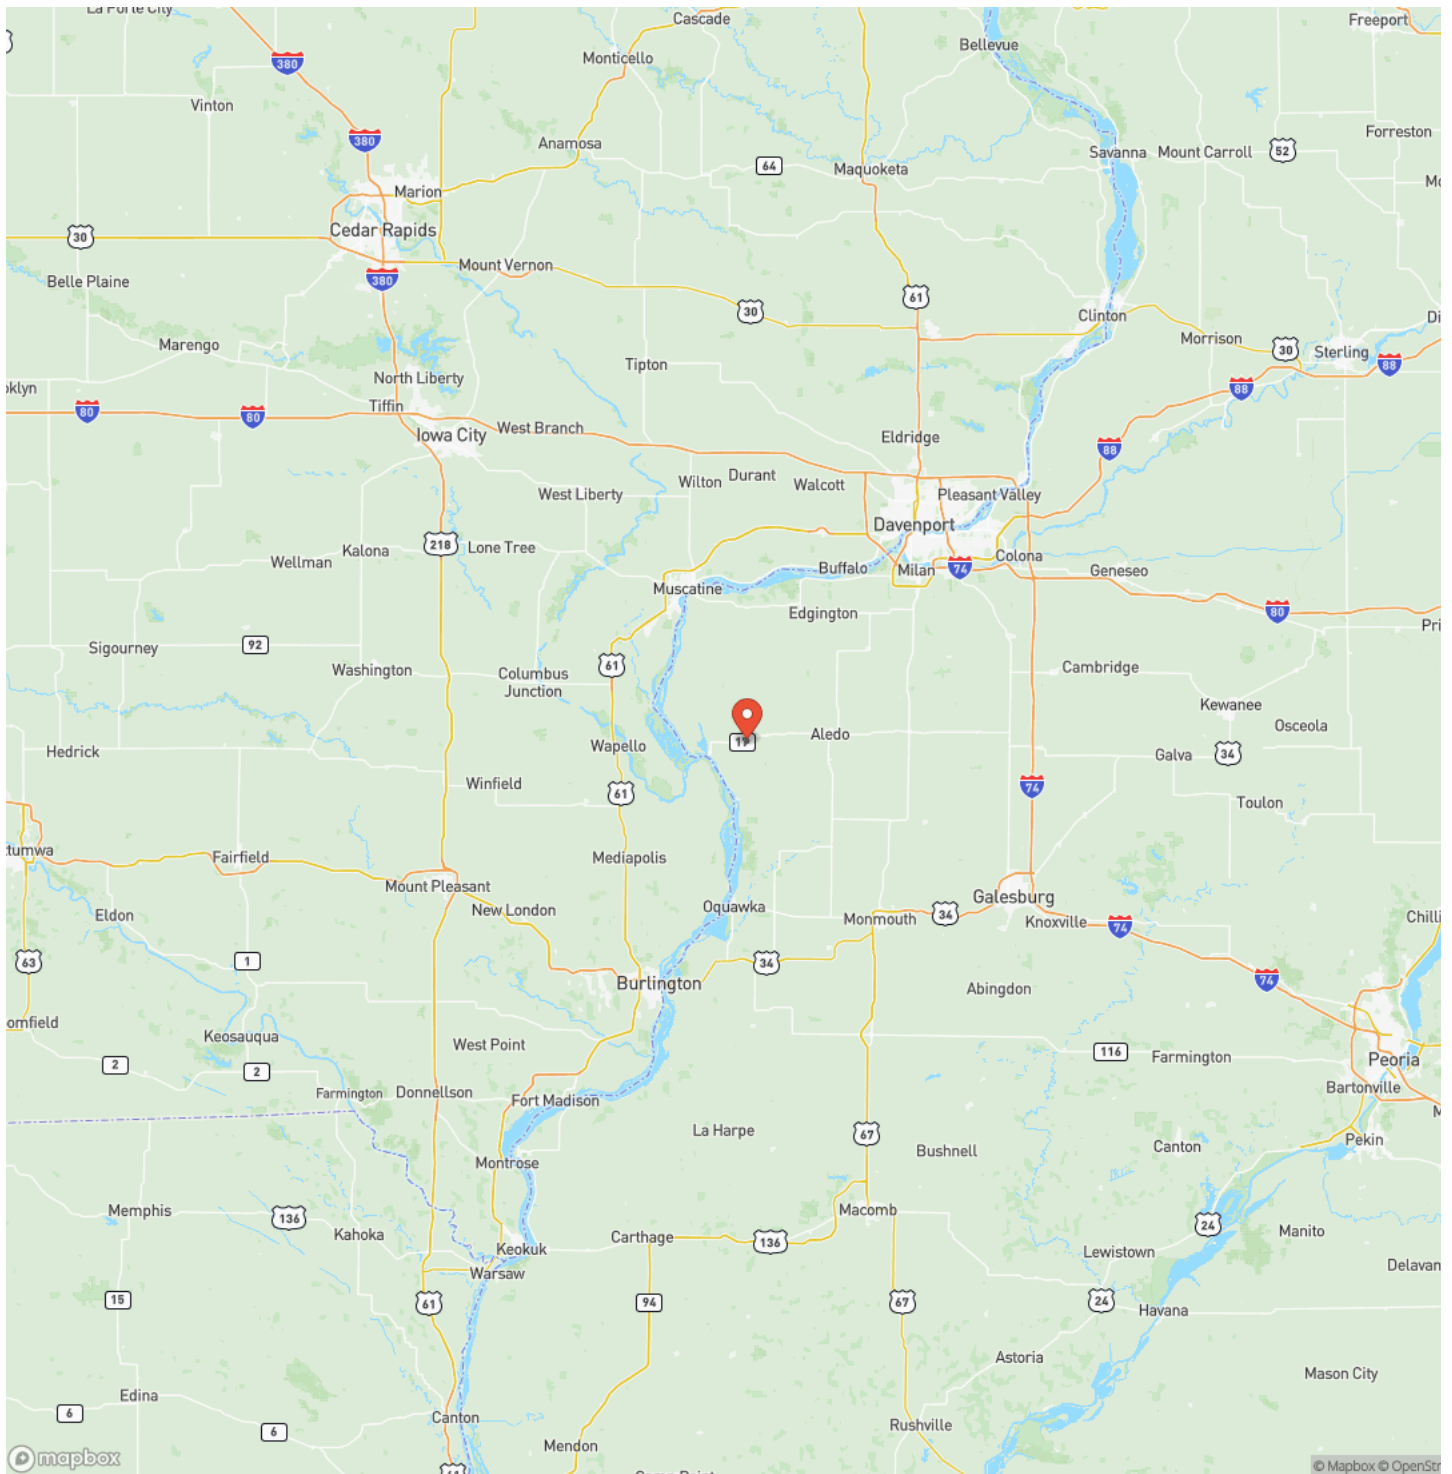 La Porte City
Cascade
Freeport
Bellevue
Monticello
380
Vinton
Forreston
380
Anamosa
Savanna
Mount Carroll
52
64
Maquoketa
Marion
Cedar Rapids
30
Mount Vernon
380
Belle Plaine
61
30
Clinton
Marengo
Morrison
30
Sterling
Tipton
88
North Liberty
88
oklyn
Tiffin
80
80
West Branch
Iowa City
Eldridge
88
Durant
Wilton
Walcott
West Liberty
Pleasant Valley
Davenport
218
Lone Tree
Kalona
Wellman
Colona
Buffalo
Milan
74
Geneseo
Muscatine
Edgington
80
Pri
92
Sigourney
61
Cambridge
Washington
Columbus
Junction
Kewanee
Osceola
Aledo
Wapello
Hedrick
Galva
34
Winfield
74
61
Toulon
tumwa
Fairfield
Mediapolis
Mount Pleasant
Galesburg
New London
Oquawka
Eldon
Monmouth
34
Knoxville
74
Chilli
63
1
34
Burlington
74
Abingdon
omfield
Keosauqua
West Point
116
Farmington
Peoria
2
2
Bartonville
Farmington
Donnellson
Fort Madison
La Harpe
67
Pekin
Canton
Bushnell
Montrose
Memphis
136
Macomb
24
Kahoka
Carthage
136
Manito
Keokuk
Lewistown
Warsaw
Delavan
15
61
94
67
24
Havana
Astoria
Mason City
Edina
6
Canton
Rushville
6
Mendon
mapbox
© Mapbox © OpenStr